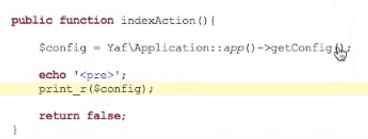 public function indexAction(){
$config = Yaf\Application::app()->getConfig();
echo '<pre>';
print_r($config);
return false;
}